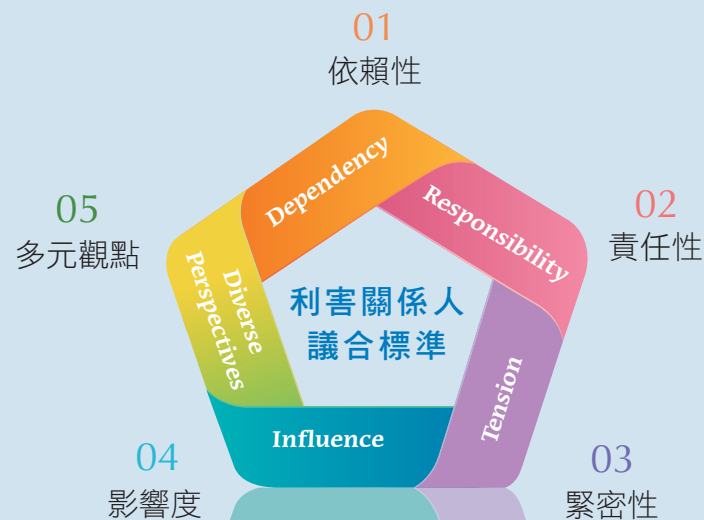 01
依賴性
Dependency
02
責任性
Responsibility
05
多元觀點
Diverse
Perspectives
利害關係人
議合標準
Tension
03
緊密性
Influence
04
影響度